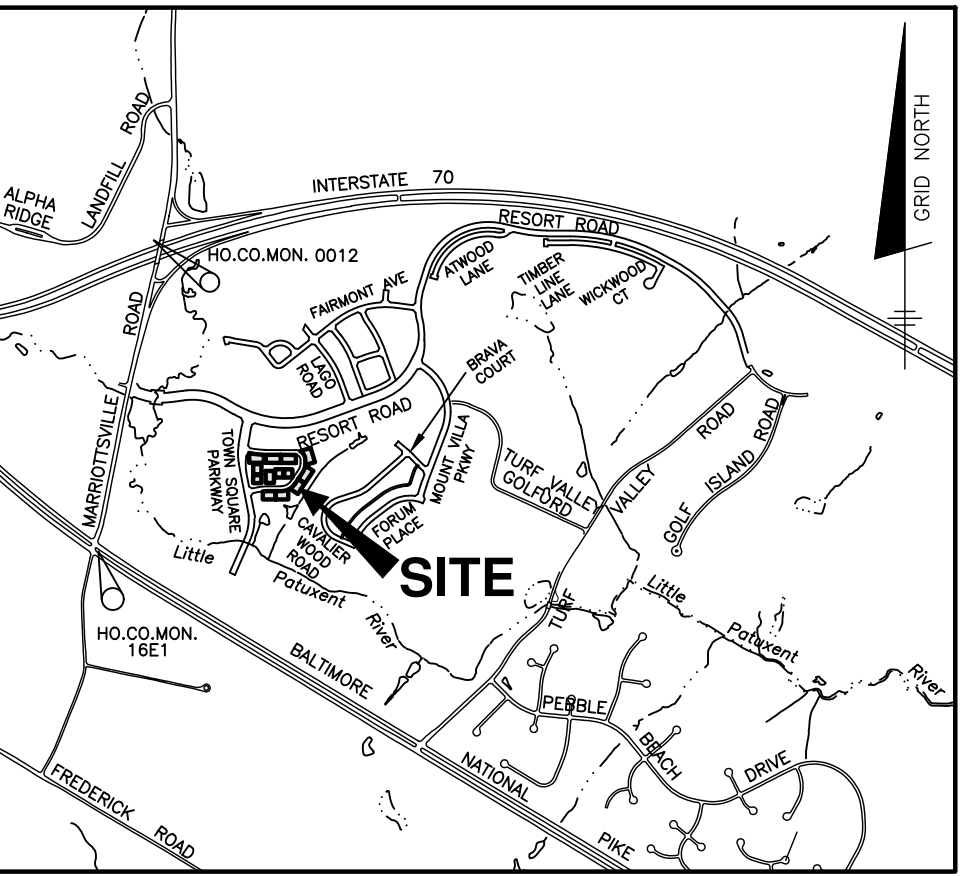 GRID NORTH
LANDFILL ROAD
ALPHA
RIDGE
INTERSTATE 70
RESORT ROAD
HO.CO.MON. 0012
ATWOOD
LANE
TIMBER
LINE
LANE
WICKWOOD
CT
FAIRMONT AVE
ROAD
LAGO
ROAD
BRAVA
COURT
RESORT ROAD
MARRIOTTSVILLE
TOWN SQUARE
PARKWAY
MOUNT VILLA
PKWY
TURF VALLEY
GOLFORD
VALLEY ROAD
GOLF ISLAND ROAD
FORUM
PLACE
CAVALIER
WOOD
ROAD
SITE
Little
Patuxent
River
TURF
Little
Patuxent
River
HO.CO.MON.
16E1
BALTIMORE
NATIONAL
PIKE
PEBBLE
BEACH
DRIVE
FREDERICK
ROAD